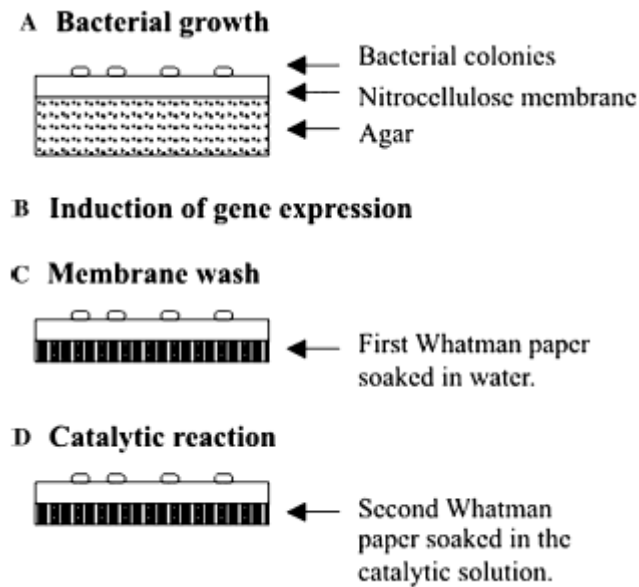 A Bacterial growth
Bacterial colonies
Nitrocellulose membrane
Agar
B Induction of gene expression
C Membrane wash
First Whatman paper
soaked in water.
D Catalytic reaction
Second Whatman
paper soaked in the
catalytic solution.